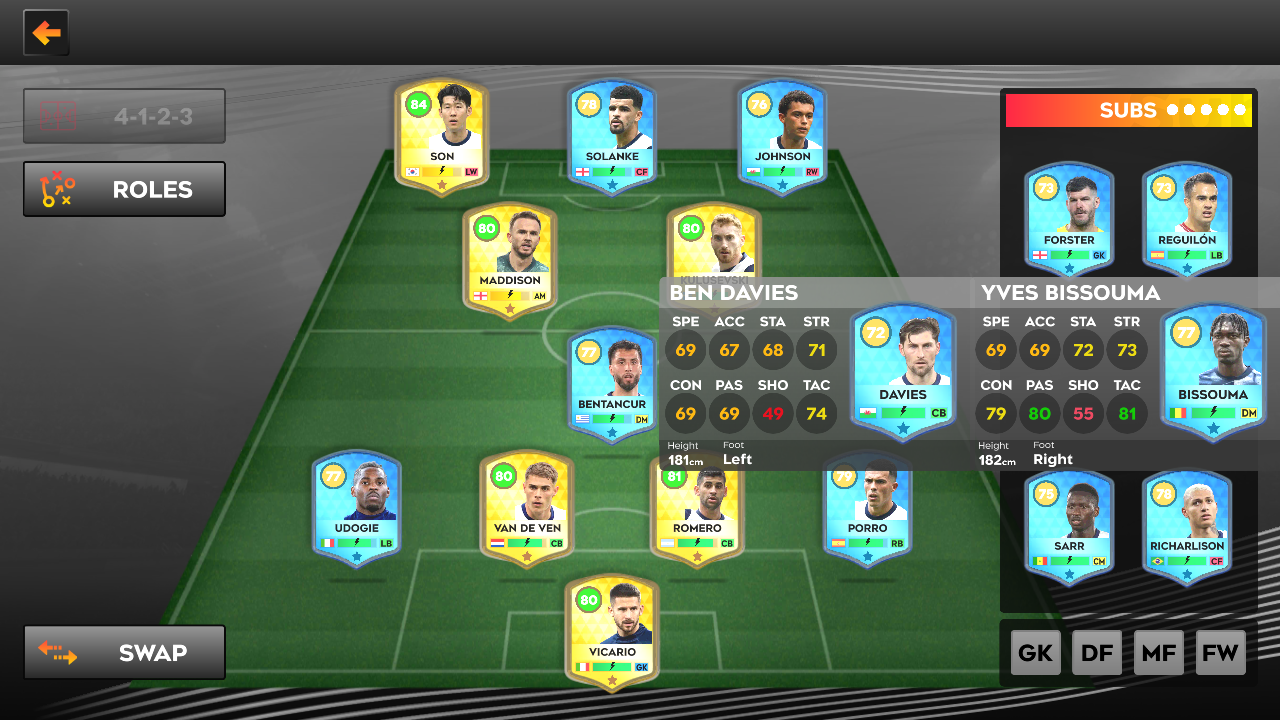 4-1-2-3
ROLES
SUBS
84
SON
LW
78
SOLANKE
CF
76
JOHNSON
RW
73
FORSTER
GK
73
REGUILÓN
LB
80
MADDISON
AM
80
KULUSEVSKI
BEN DAVIES
SPE ACC STA STR
69 67 68 71
CON PAS SHO TAC
69 69 49 74
Height Foot
181cm Left
72
DAVIES
CB
YVES BISSOUMA
SPE ACC STA STR
69 69 72 73
CON PAS SHO TAC
79 80 55 81
Height Foot
182cm Right
77
BISSOUMA
DM
77
BENTANCUR
DM
77
UDOGIE
LB
80
VAN DE VEN
CB
81
ROMERO
CB
79
PORRO
RB
75
SARR
CM
78
RICHARLISON
CF
80
VICARIO
GK
SWAP
GK DF MF FW